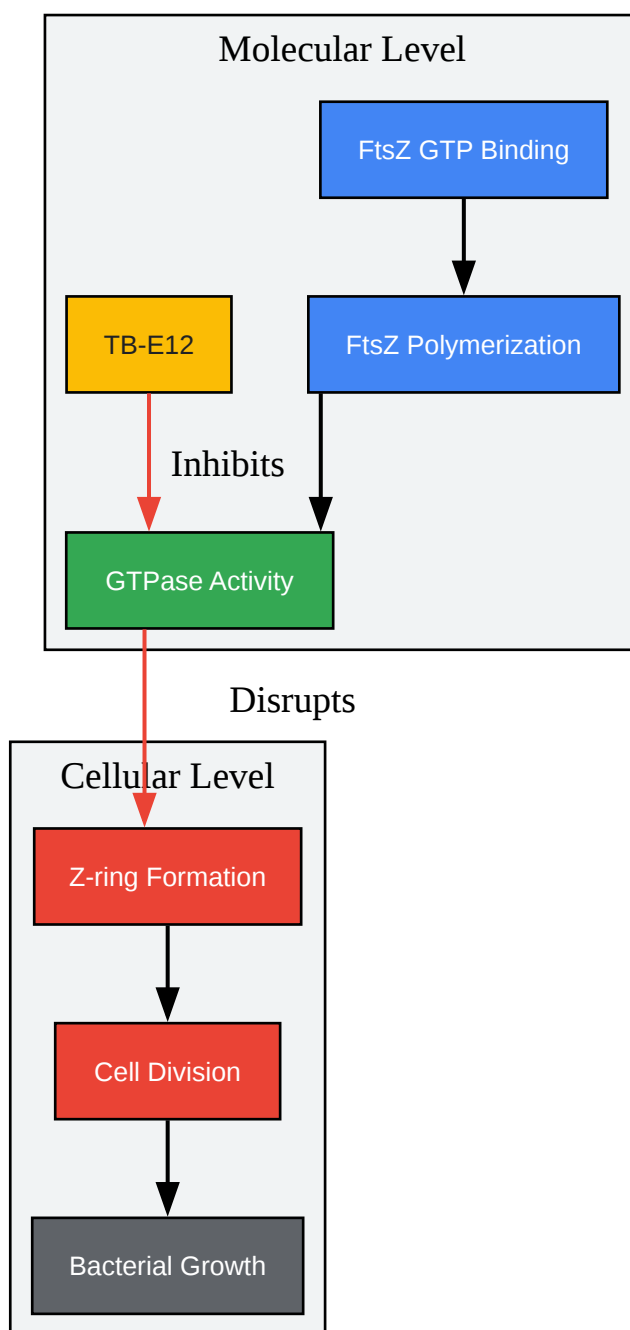 Molecular Level
FtsZ GTP Binding
TB-E12
FtsZ Polymerization
Inhibits
GTPase Activity
Disrupts
Cellular Level
Z-ring Formation
Cell Division
Bacterial Growth